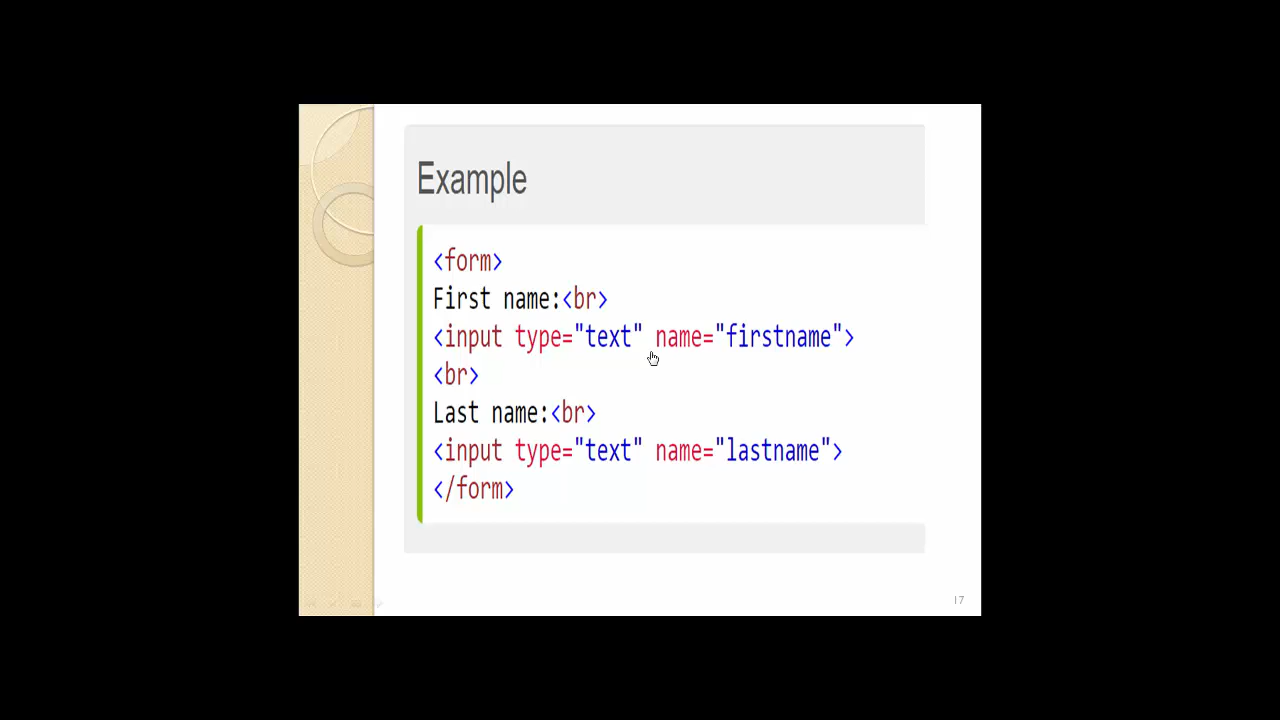 Example
<form>
First name:<br>
<input type="text" name="firstname">
<br>
Last name:<br>
<input type="text" name="lastname">
</form>
17